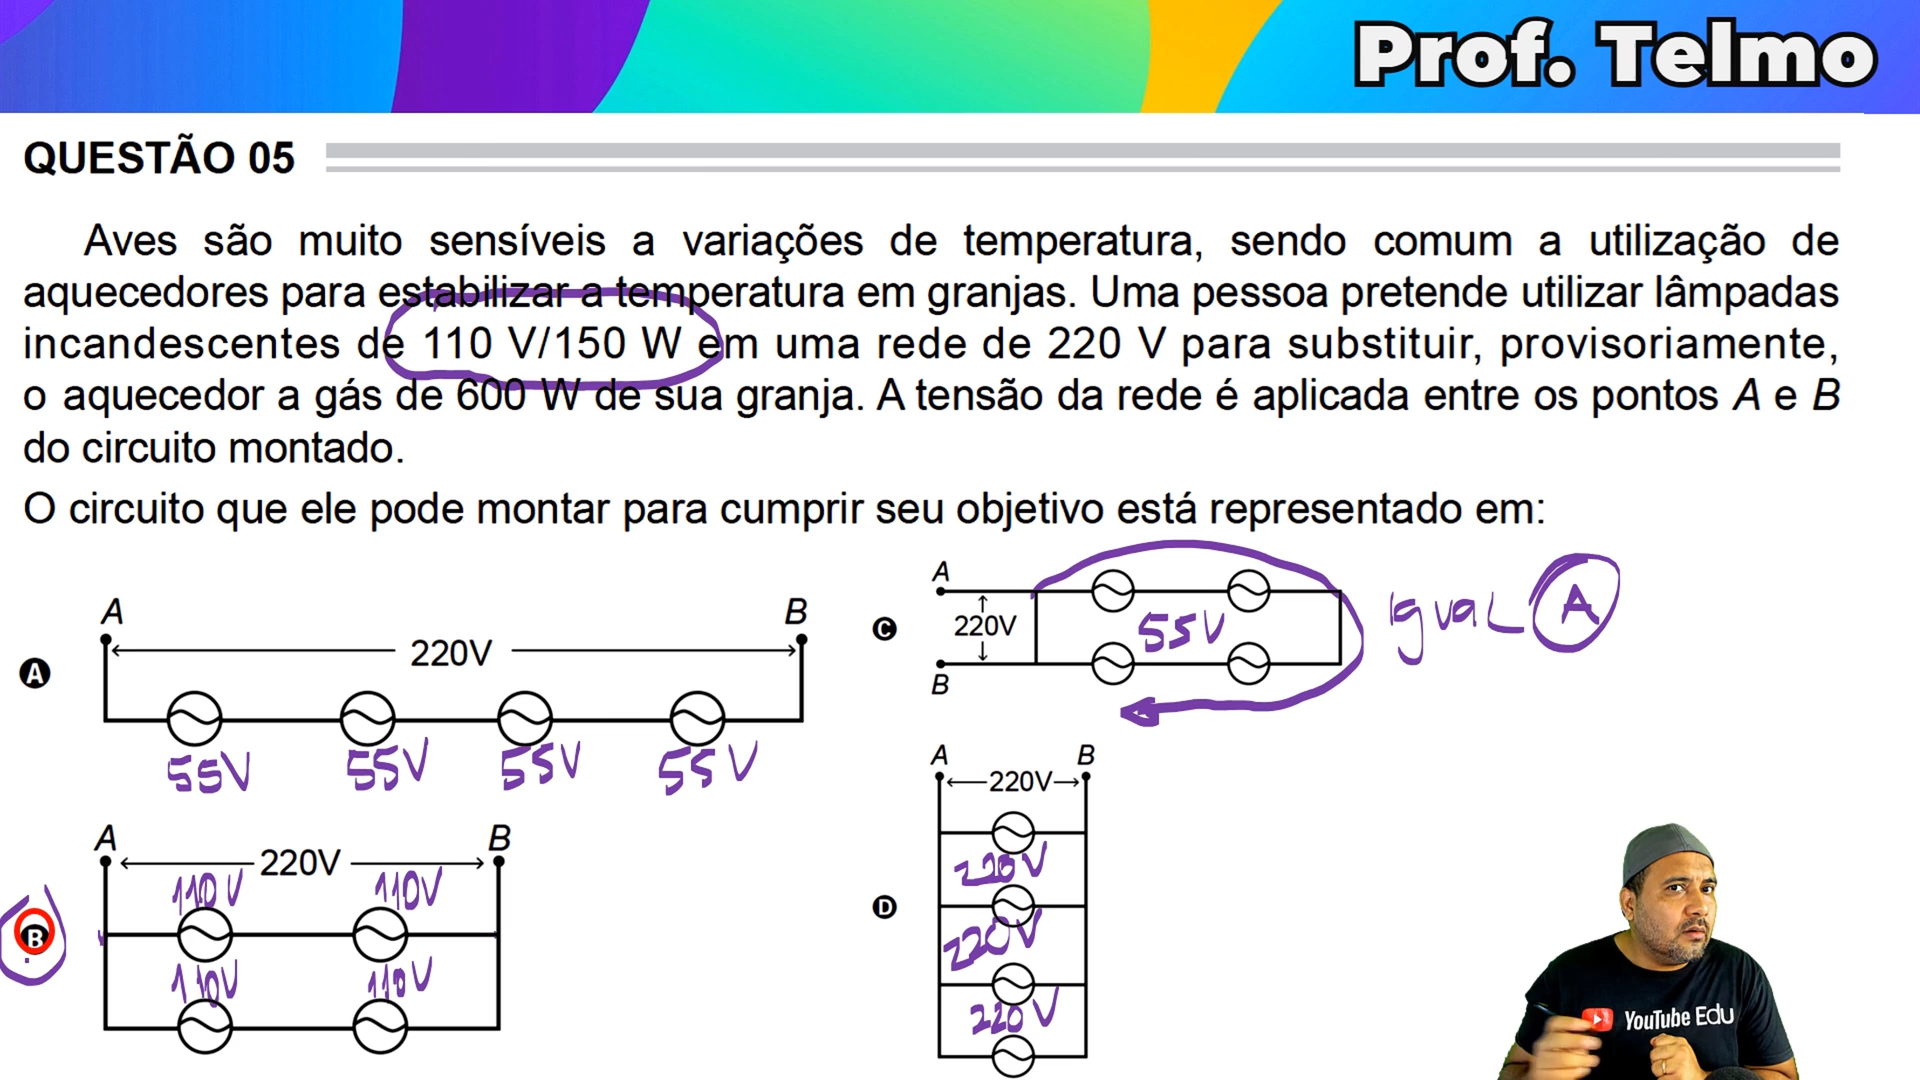 Prof. Telmo
QUESTÃO 05
Aves são muito sensíveis a variações de temperatura, sendo comum a utilização de
aquecedores para estabilizar a temperatura em granjas. Uma pessoa pretende utilizar lâmpadas
incandescentes de 110 V/150 W em uma rede de 220 V para substituir, provisoriamente,
o aquecedor a gás de 600 W de sua granja. A tensão da rede é aplicada entre os pontos A e B
do circuito montado.
O circuito que ele pode montar para cumprir seu objetivo está representado em:
A
A B
220V
55V 55V 55V 55V
B
A B
220V
110V 110V
110V 110V
C
A
220V
B
55V
IGUAL A
D
A B
220V
220V
220V
220V
YouTube Edu